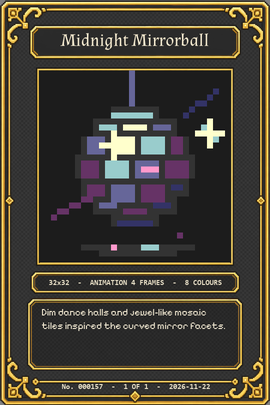 Midnight Mirrorball
32x32 - ANIMATION 4 FRAMES - 8 COLOURS
Dim dance halls and jewel-like mosaic
tiles inspired the curved mirror facets.
No. 000157 - 1 OF 1 - 2026-11-22